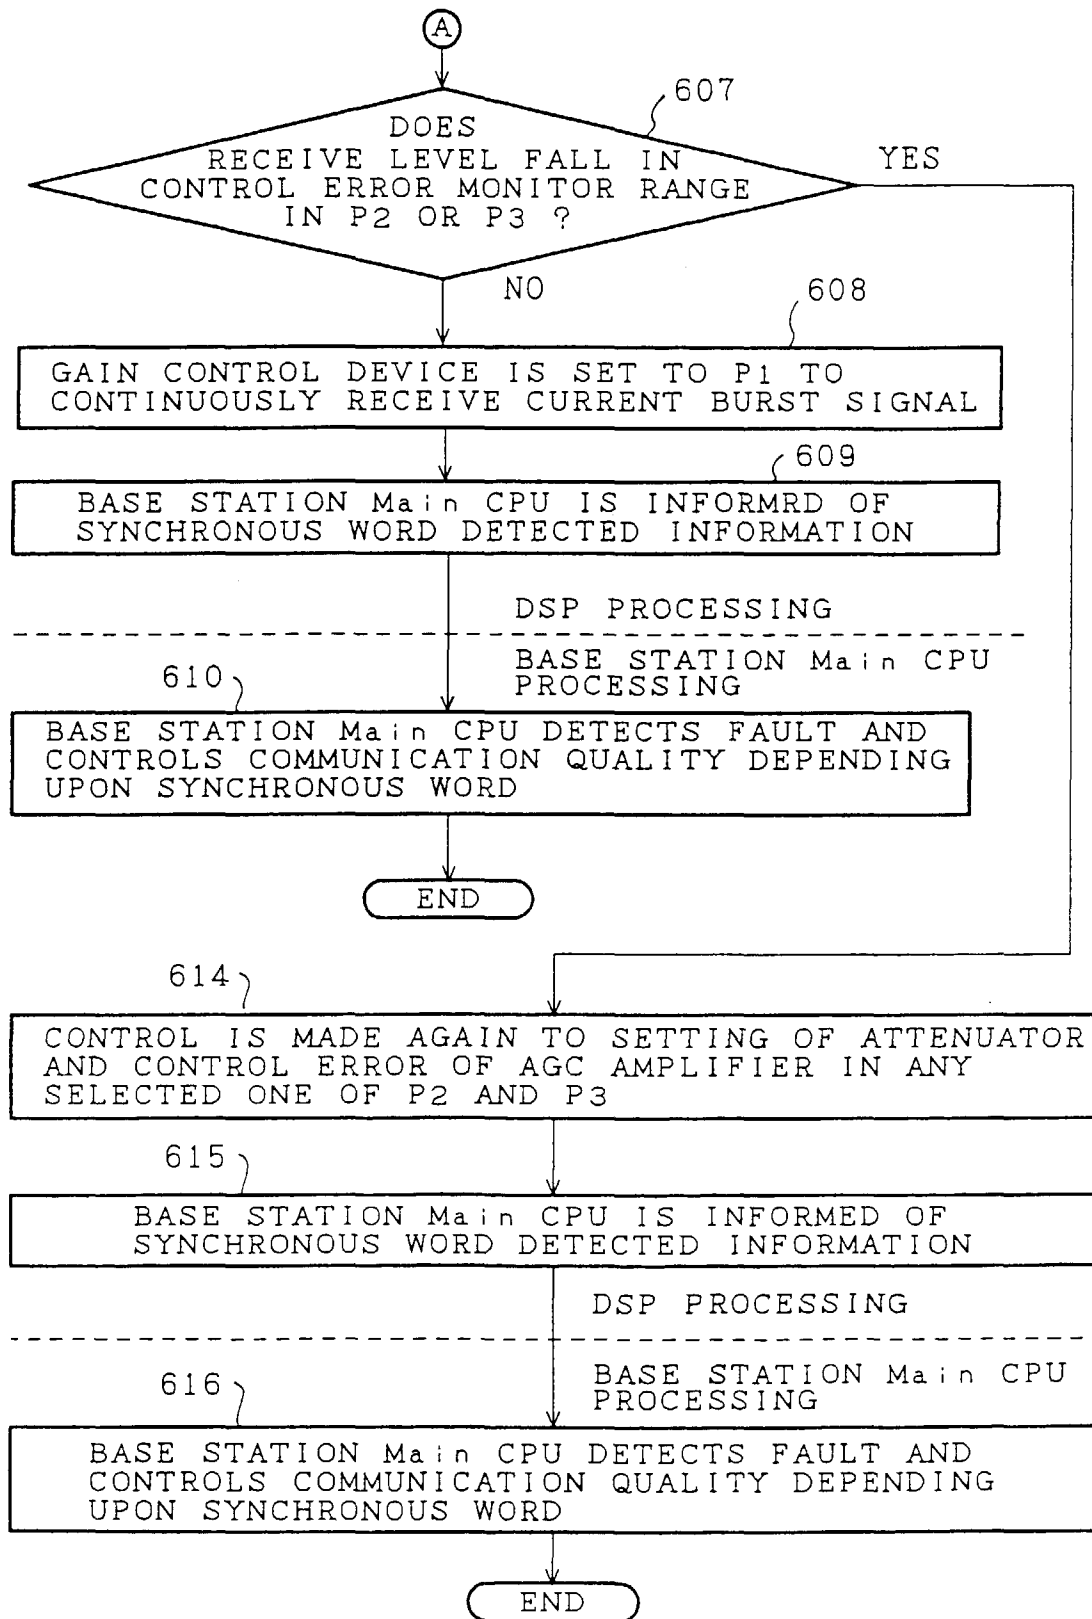 A
607
DOES
RECEIVE LEVEL FALL IN
CONTROL ERROR MONITOR RANGE
IN P2 OR P3 ?
YES
NO
608
GAIN CONTROL DEVICE IS SET TO P1 TO
CONTINUOUSLY RECEIVE CURRENT BURST SIGNAL
609
BASE STATION Main CPU IS INFORMRD OF
SYNCHRONOUS WORD DETECTED INFORMATION
DSP PROCESSING
BASE STATION Main CPU
PROCESSING
610
BASE STATION Main CPU DETECTS FAULT AND
CONTROLS COMMUNICATION QUALITY DEPENDING
UPON SYNCHRONOUS WORD
END
614
CONTROL IS MADE AGAIN TO SETTING OF ATTENUATOR
AND CONTROL ERROR OF AGC AMPLIFIER IN ANY
SELECTED ONE OF P2 AND P3
615
BASE STATION Main CPU IS INFORMED OF
SYNCHRONOUS WORD DETECTED INFORMATION
DSP PROCESSING
BASE STATION Main CPU
PROCESSING
616
BASE STATION Main CPU DETECTS FAULT AND
CONTROLS COMMUNICATION QUALITY DEPENDING
UPON SYNCHRONOUS WORD
END